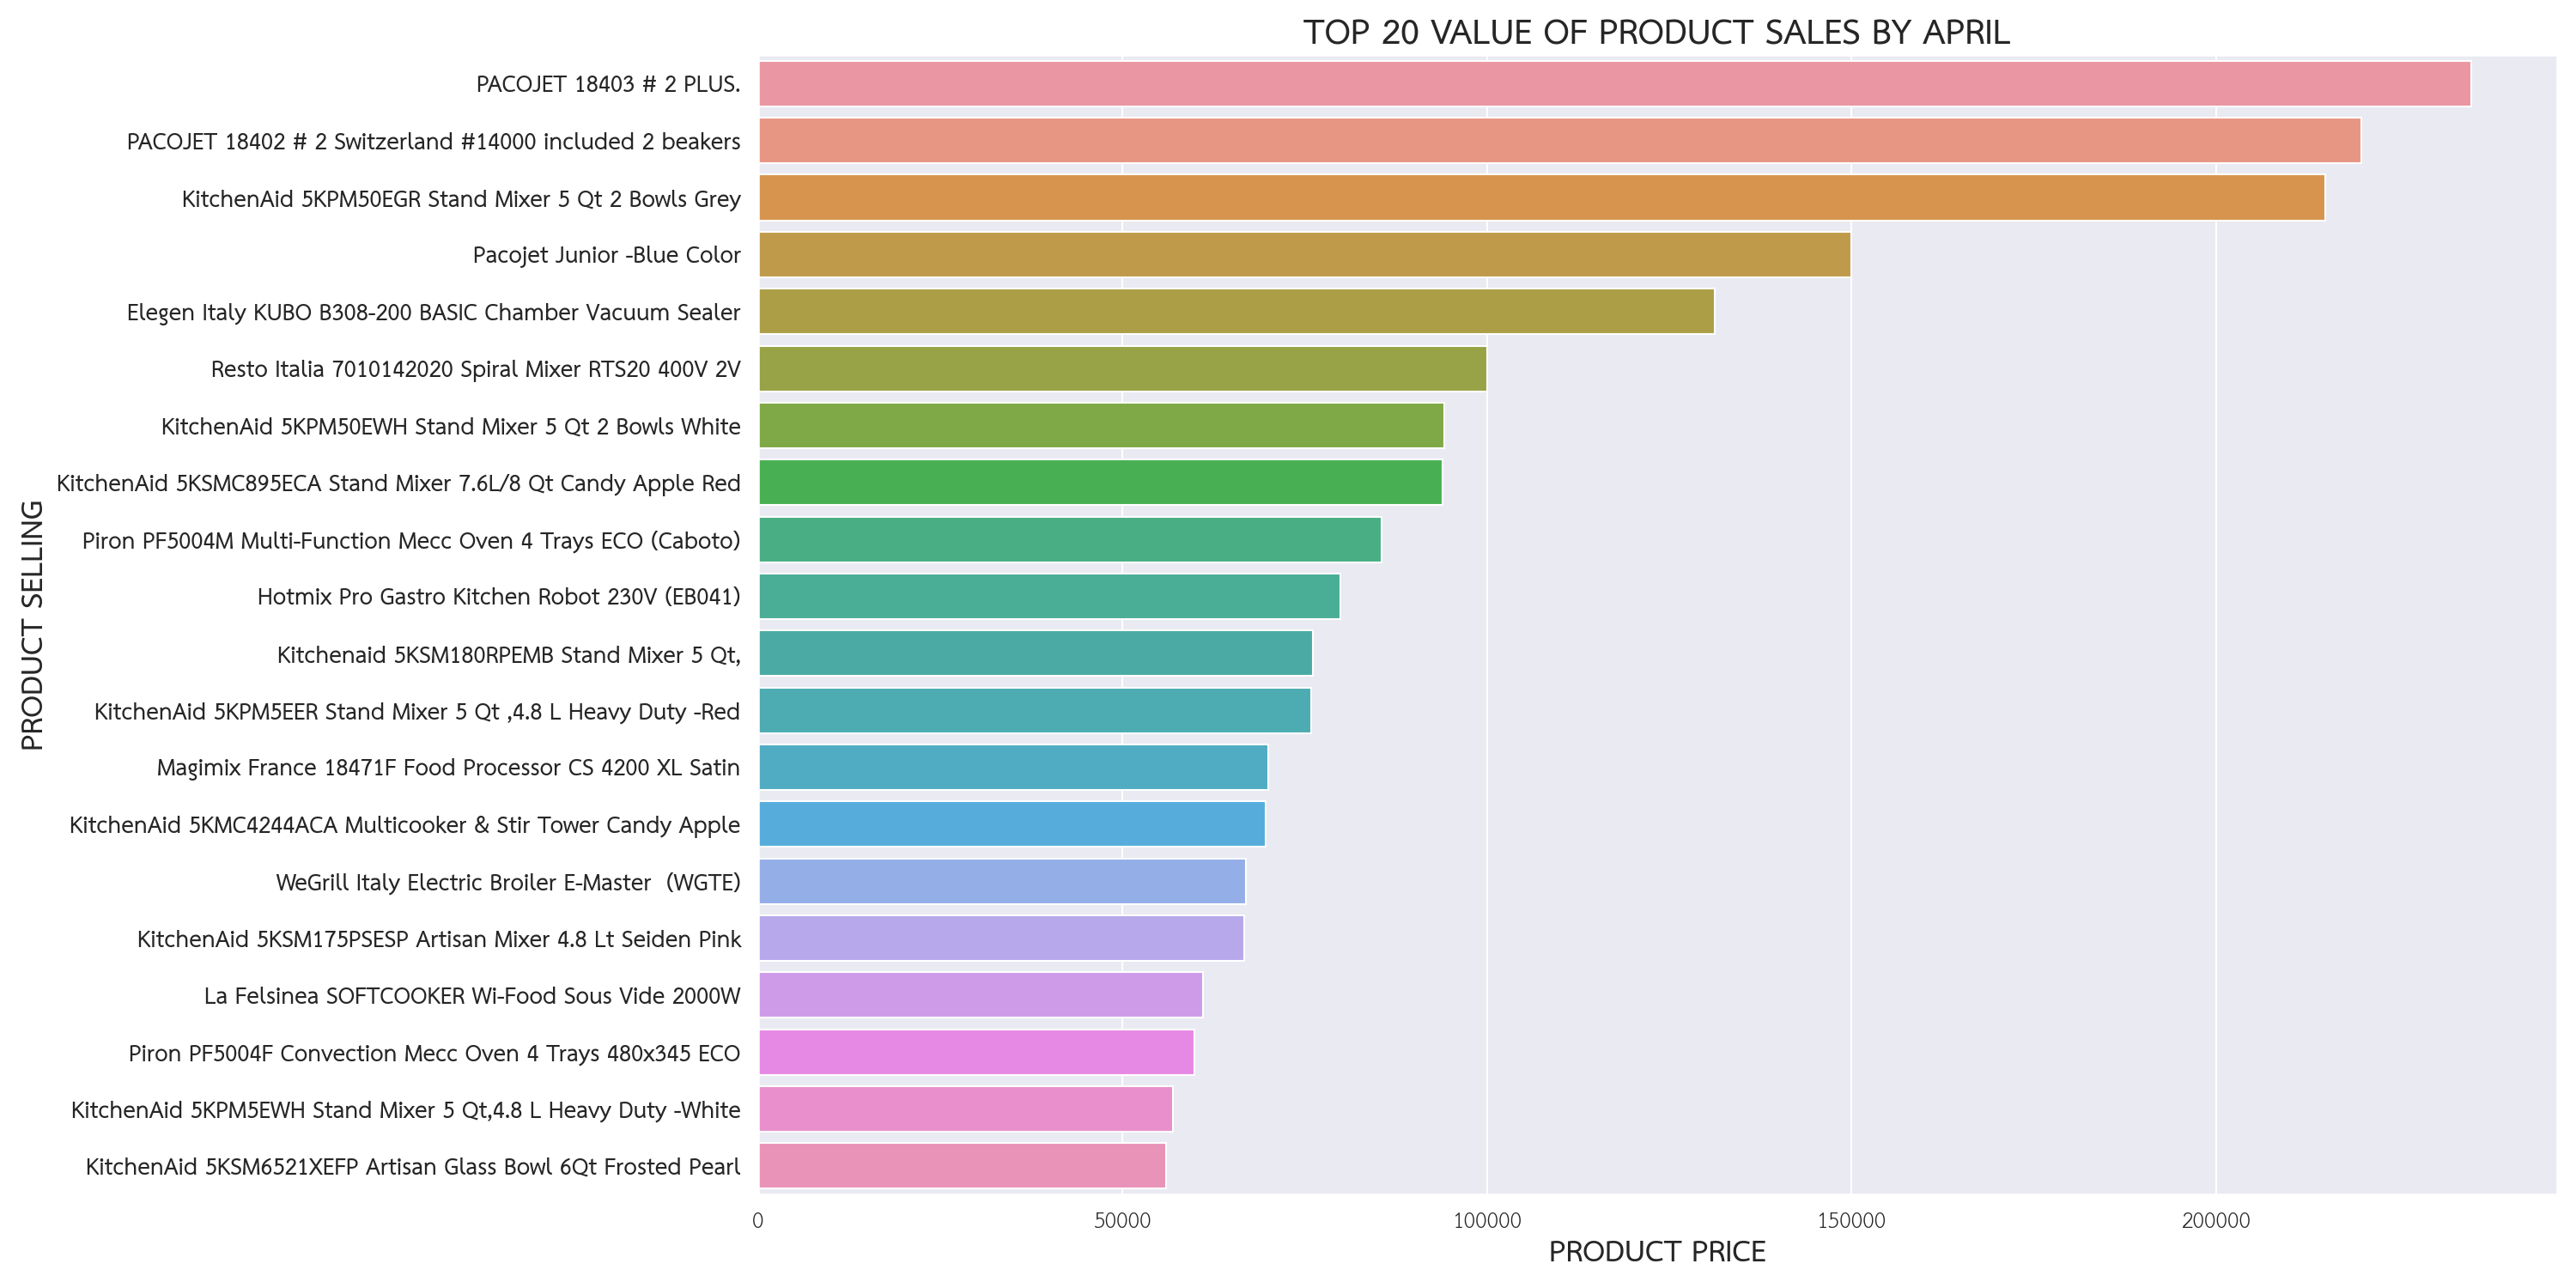 TOP 20 VALUE OF PRODUCT SALES BY APRIL
PRODUCT SELLING
PACOJET 18403 # 2 PLUS.
PACOJET 18402 # 2 Switzerland #14000 included 2 beakers
KitchenAid 5KPM50EGR Stand Mixer 5 Qt 2 Bowls Grey
Pacojet Junior -Blue Color
Elegen Italy KUBO B308-200 BASIC Chamber Vacuum Sealer
Resto Italia 7010142020 Spiral Mixer RTS20 400V 2V
KitchenAid 5KPM50EWH Stand Mixer 5 Qt 2 Bowls White
KitchenAid 5KSMC895ECA Stand Mixer 7.6L/8 Qt Candy Apple Red
Piron PF5004M Multi-Function Mecc Oven 4 Trays ECO (Caboto)
Hotmix Pro Gastro Kitchen Robot 230V (EB041)
Kitchenaid 5KSM180RPEMB Stand Mixer 5 Qt,
KitchenAid 5KPM5EER Stand Mixer 5 Qt ,4.8 L Heavy Duty -Red
Magimix France 18471F Food Processor CS 4200 XL Satin
KitchenAid 5KMC4244ACA Multicooker & Stir Tower Candy Apple
WeGrill Italy Electric Broiler E-Master  (WGTE)
KitchenAid 5KSM175PSESP Artisan Mixer 4.8 Lt Seiden Pink
La Felsinea SOFTCOOKER Wi-Food Sous Vide 2000W
Piron PF5004F Convection Mecc Oven 4 Trays 480x345 ECO
KitchenAid 5KPM5EWH Stand Mixer 5 Qt,4.8 L Heavy Duty -White
KitchenAid 5KSM6521XEFP Artisan Glass Bowl 6Qt Frosted Pearl
0 50000 100000 150000 200000
PRODUCT PRICE